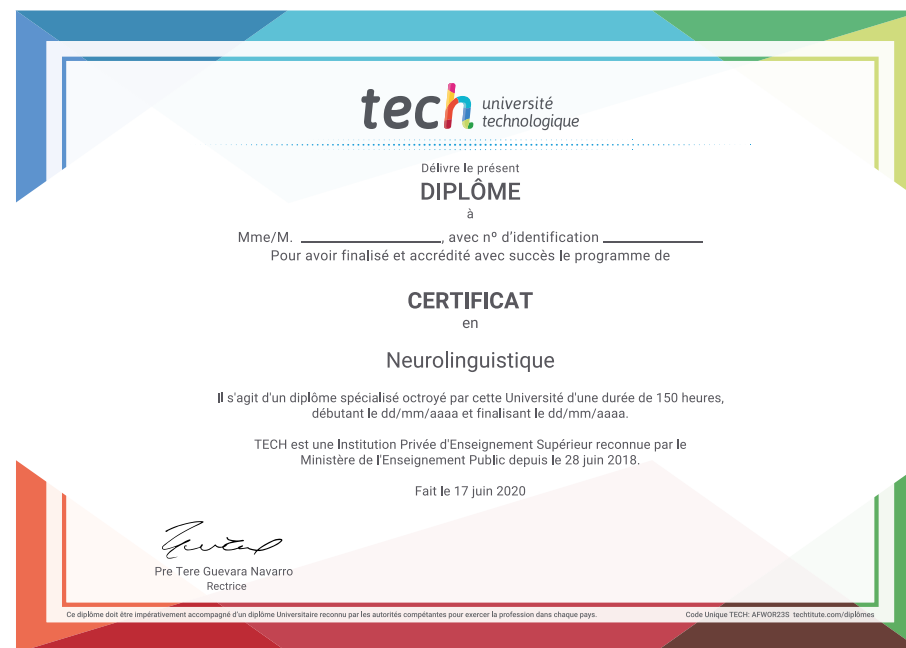 tech université
technologique
Délivre le présent
DIPLÔME
à
Mme/M. ____________________, avec nº d'identification ______________
Pour avoir finalisé et accrédité avec succès le programme de
CERTIFICAT
en
Neurolinguistique
Il s'agit d'un diplôme spécialisé octroyé par cette Université d'une durée de 150 heures,
débutant le dd/mm/aaaa et finalisant le dd/mm/aaaa.
TECH est une Institution Privée d'Enseignement Supérieur reconnue par le
Ministère de l'Enseignement Public depuis le 28 juin 2018.
Fait le 17 juin 2020
Pre Tere Guevara Navarro
Rectrice
Ce diplôme doit être impérativement accompagné d'un diplôme Universitaire reconnu par les autorités compétentes pour exercer la profession dans chaque pays.
Code Unique TECH: AFWOR23S techtitute.com/diplômes